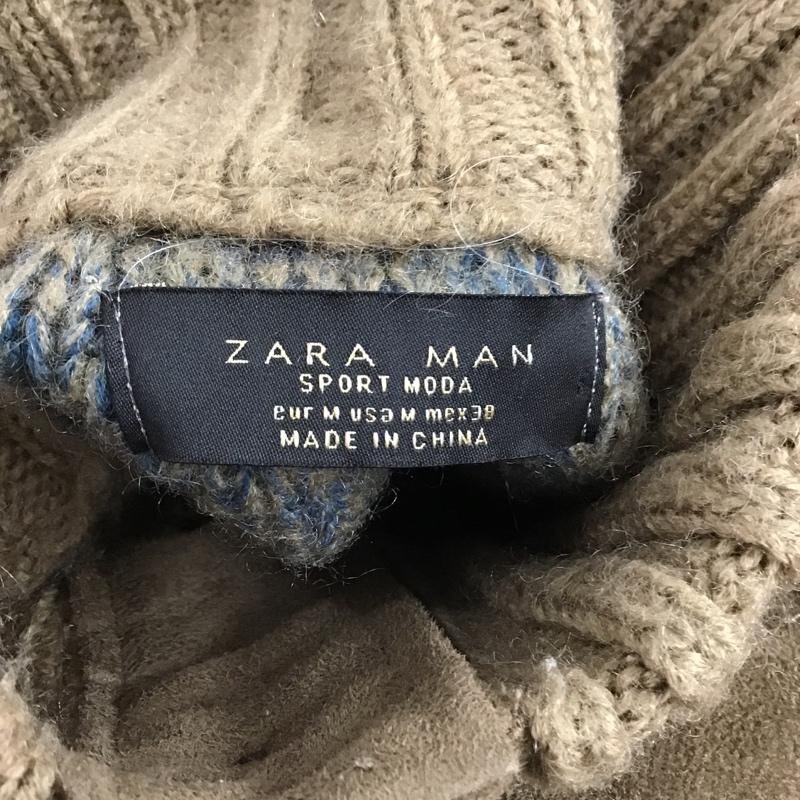 ZARA MAN
SPORT MODA
eur M usa M mex38
MADE IN CHINA